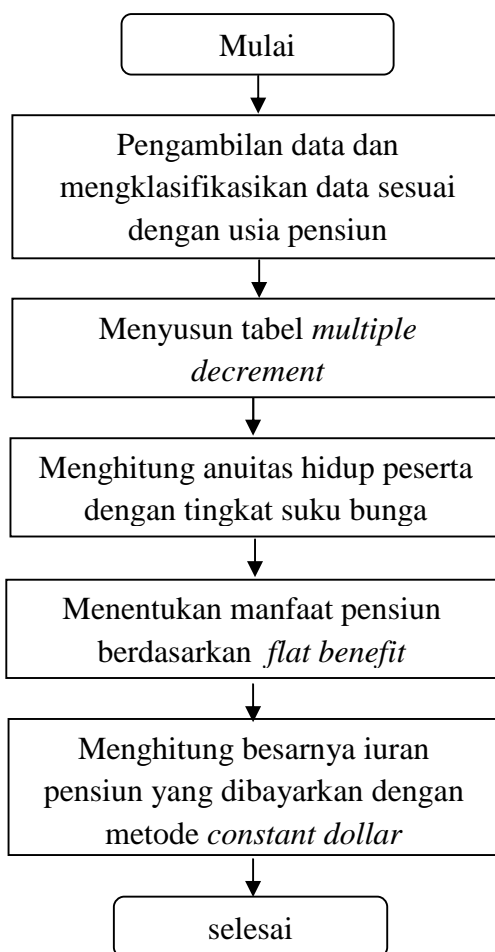 Mulai
Pengambilan data dan
mengklasifikasikan data sesuai
dengan usia pensiun
Menyusun tabel multiple
decrement
Menghitung anuitas hidup peserta
dengan tingkat suku bunga
Menentukan manfaat pensiun
berdasarkan flat benefit
Menghitung besarnya iuran
pensiun yang dibayarkan dengan
metode constant dollar
selesai